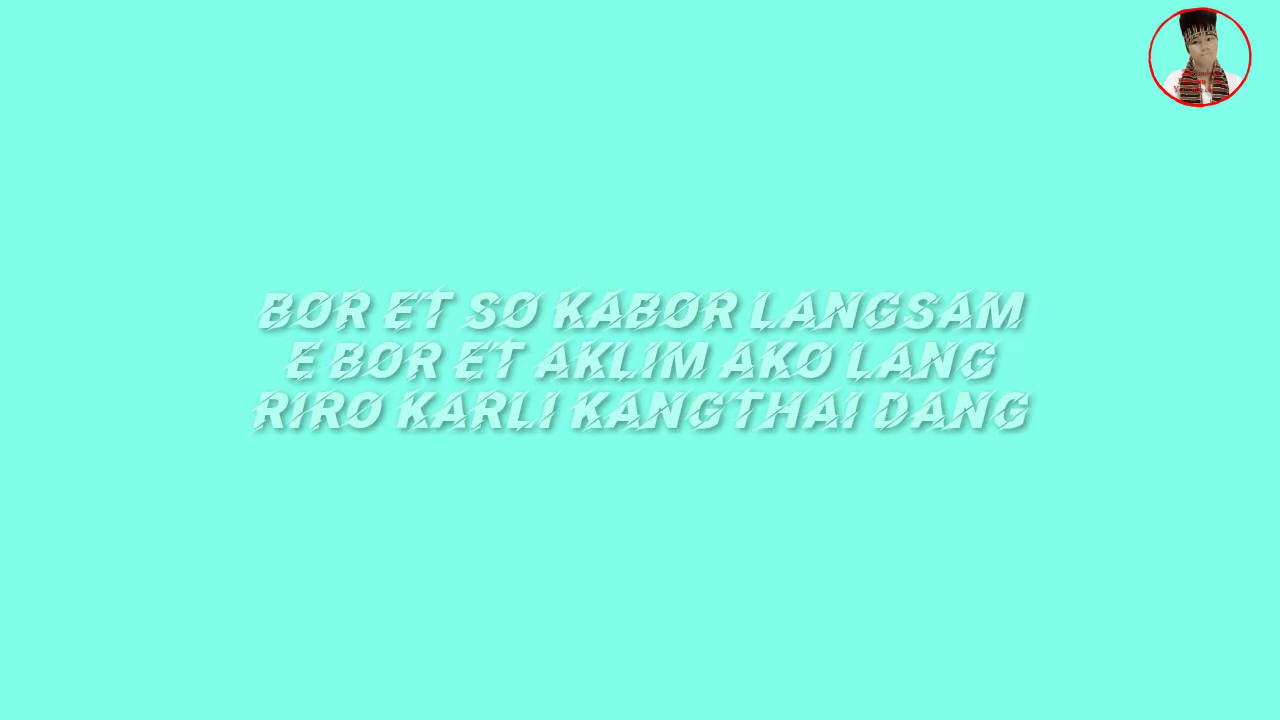 BOR ET SO KABOR LANGSAM
E BOR ET AKLIM AKO LANG
RIRO KARLI KANGTHAI DANG